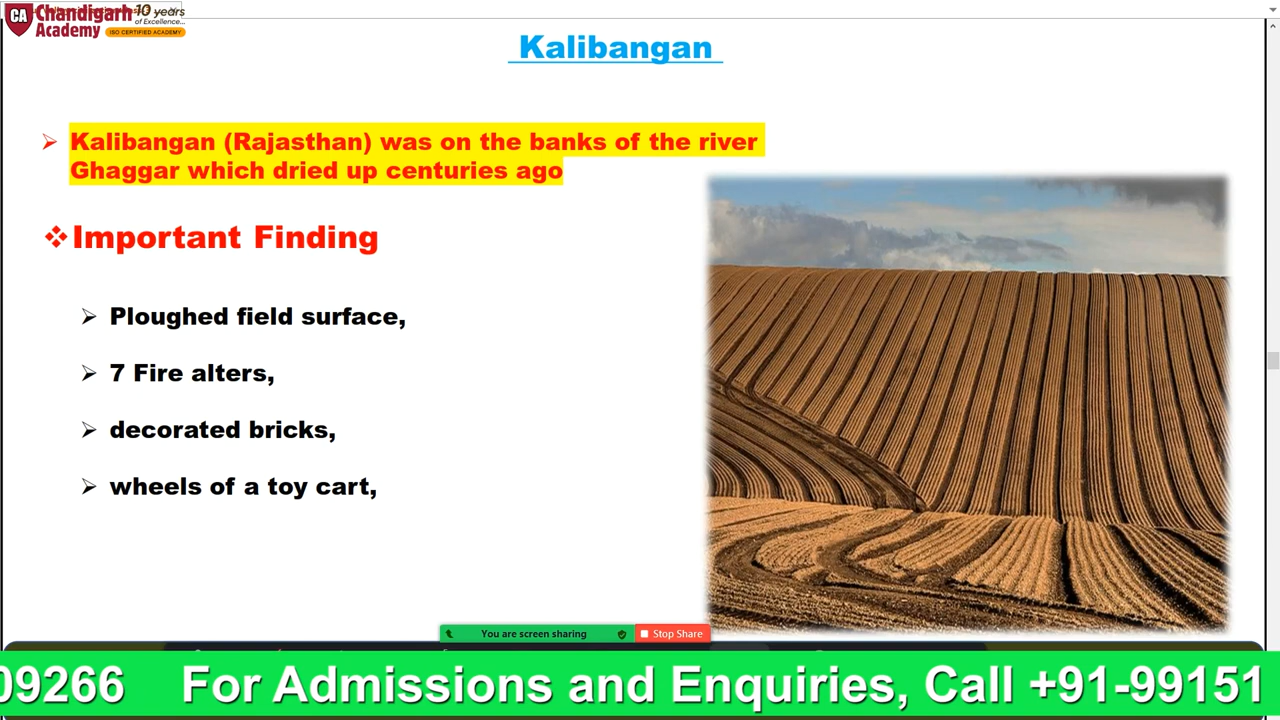 CA Chandigarh Academy
10 years
of Excellence...
ISO CERTIFIED ACADEMY
Kalibangan
Kalibangan (Rajasthan) was on the banks of the river
Ghaggar which dried up centuries ago
Important Finding
Ploughed field surface,
7 Fire alters,
decorated bricks,
wheels of a toy cart,
You are screen sharing
Stop Share
09266 For Admissions and Enquiries, Call +91-99151